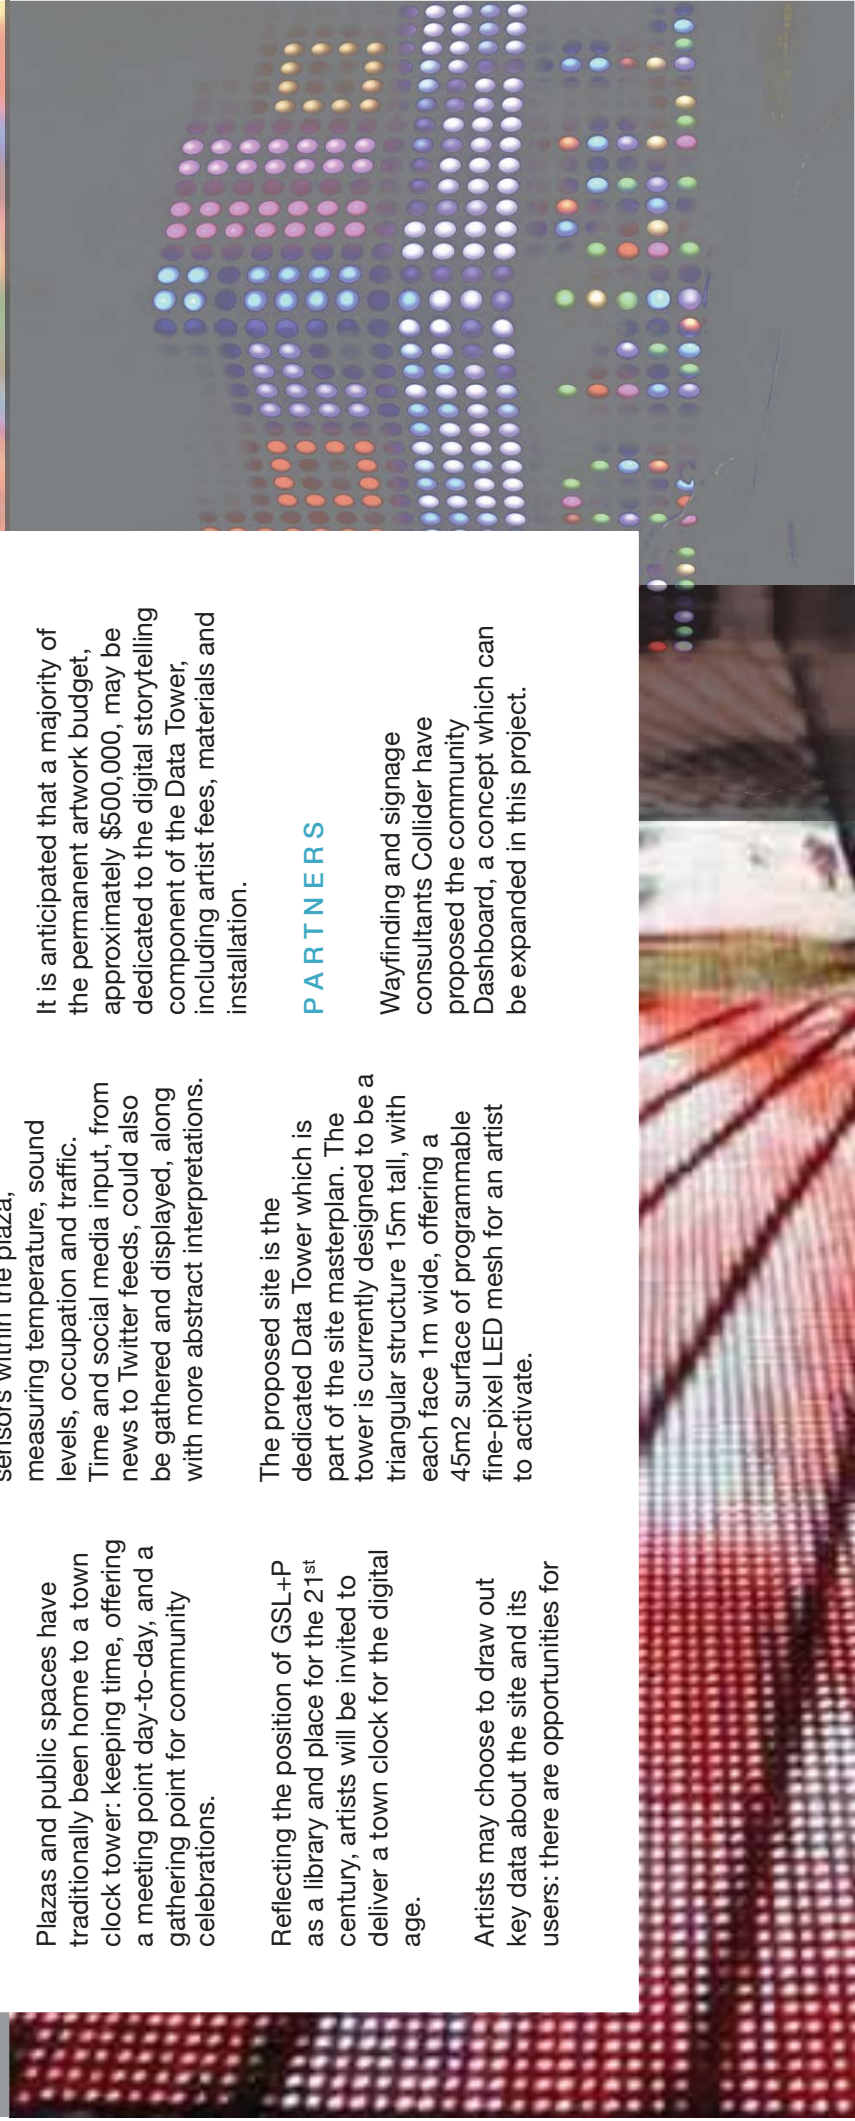 Plazas and public spaces have
traditionally been home to a town
clock tower: keeping time, offering
a meeting point day-to-day, and a
gathering point for community
celebrations.
Reflecting the position of GSL+P
as a library and place for the 21st
century, artists will be invited to
deliver a town clock for the digital
age.
Artists may choose to draw out
key data about the site and its
users: there are opportunities for
sensors within the plaza,
measuring temperature, sound
levels, occupation and traffic.
Time and social media input, from
news to Twitter feeds, could also
be gathered and displayed, along
with more abstract interpretations.
The proposed site is the
dedicated Data Tower which is
part of the site masterplan. The
tower is currently designed to be a
triangular structure 15m tall, with
each face 1m wide, offering a
45m2 surface of programmable
fine-pixel LED mesh for an artist
to activate.
It is anticipated that a majority of
the permanent artwork budget,
approximately $500,000, may be
dedicated to the digital storytelling
component of the Data Tower,
including artist fees, materials and
installation.
PARTNERS
Wayfinding and signage
consultants Collider have
proposed the community
Dashboard, a concept which can
be expanded in this project.